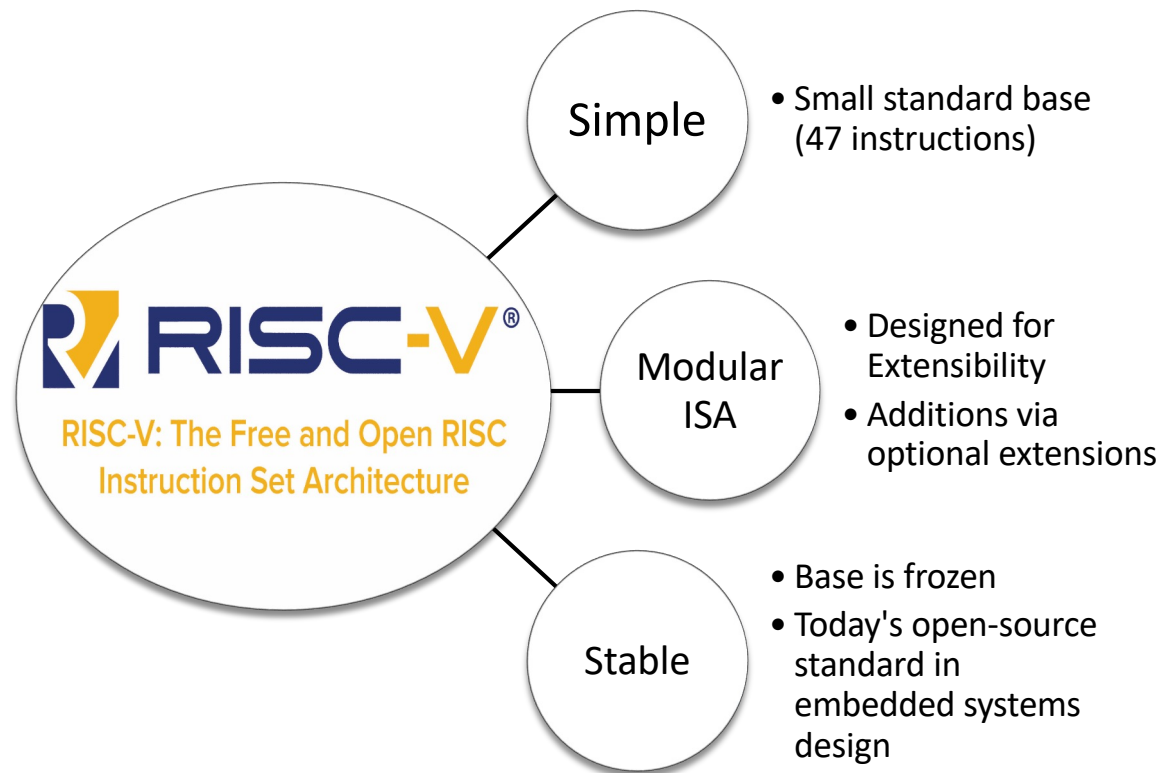 RISC-V®
RISC-V: The Free and Open RISC
Instruction Set Architecture
Simple
• Small standard base
(47 instructions)
Modular
ISA
• Designed for
Extensibility
• Additions via
optional extensions
Stable
• Base is frozen
• Today's open-source
standard in
embedded systems
design